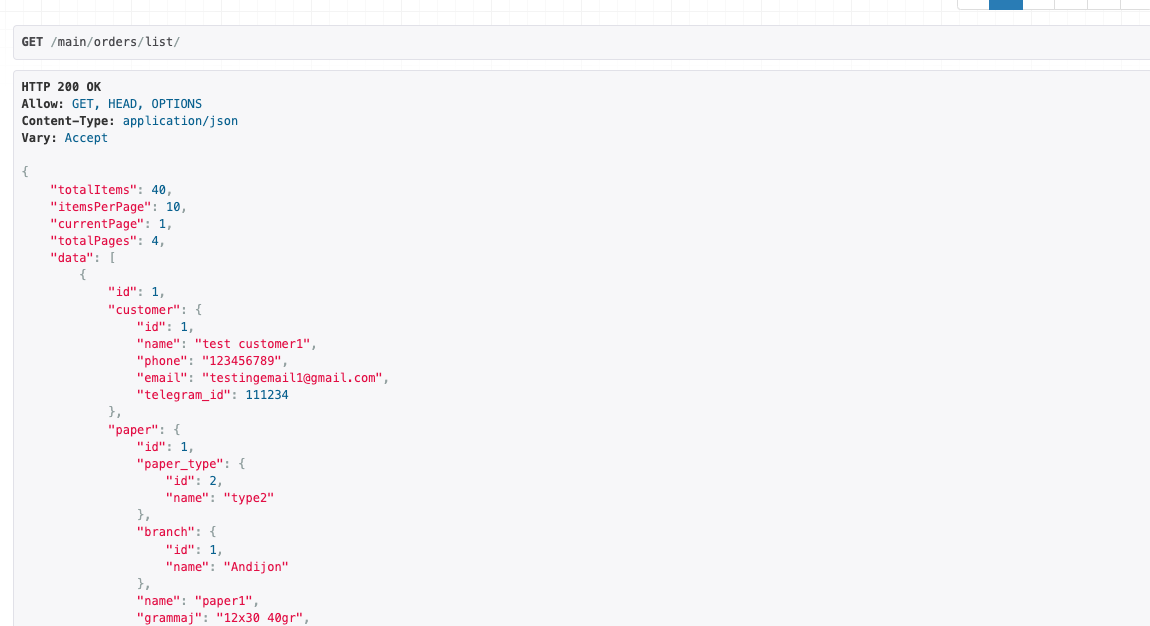 GET /main/orders/list/
HTTP 200 OK
Allow: GET, HEAD, OPTIONS
Content-Type: application/json
Vary: Accept
{
    "totalItems": 40,
    "itemsPerPage": 10,
    "currentPage": 1,
    "totalPages": 4,
    "data": [
        {
            "id": 1,
            "customer": {
                "id": 1,
                "name": "test customer1",
                "phone": "123456789",
                "email": "testingemail1@gmail.com",
                "telegram_id": 111234
            },
            "paper": {
                "id": 1,
                "paper_type": {
                    "id": 2,
                    "name": "type2"
                },
                "branch": {
                    "id": 1,
                    "name": "Andijon"
                },
                "name": "paper1",
                "grammaj": "12x30 40gr",